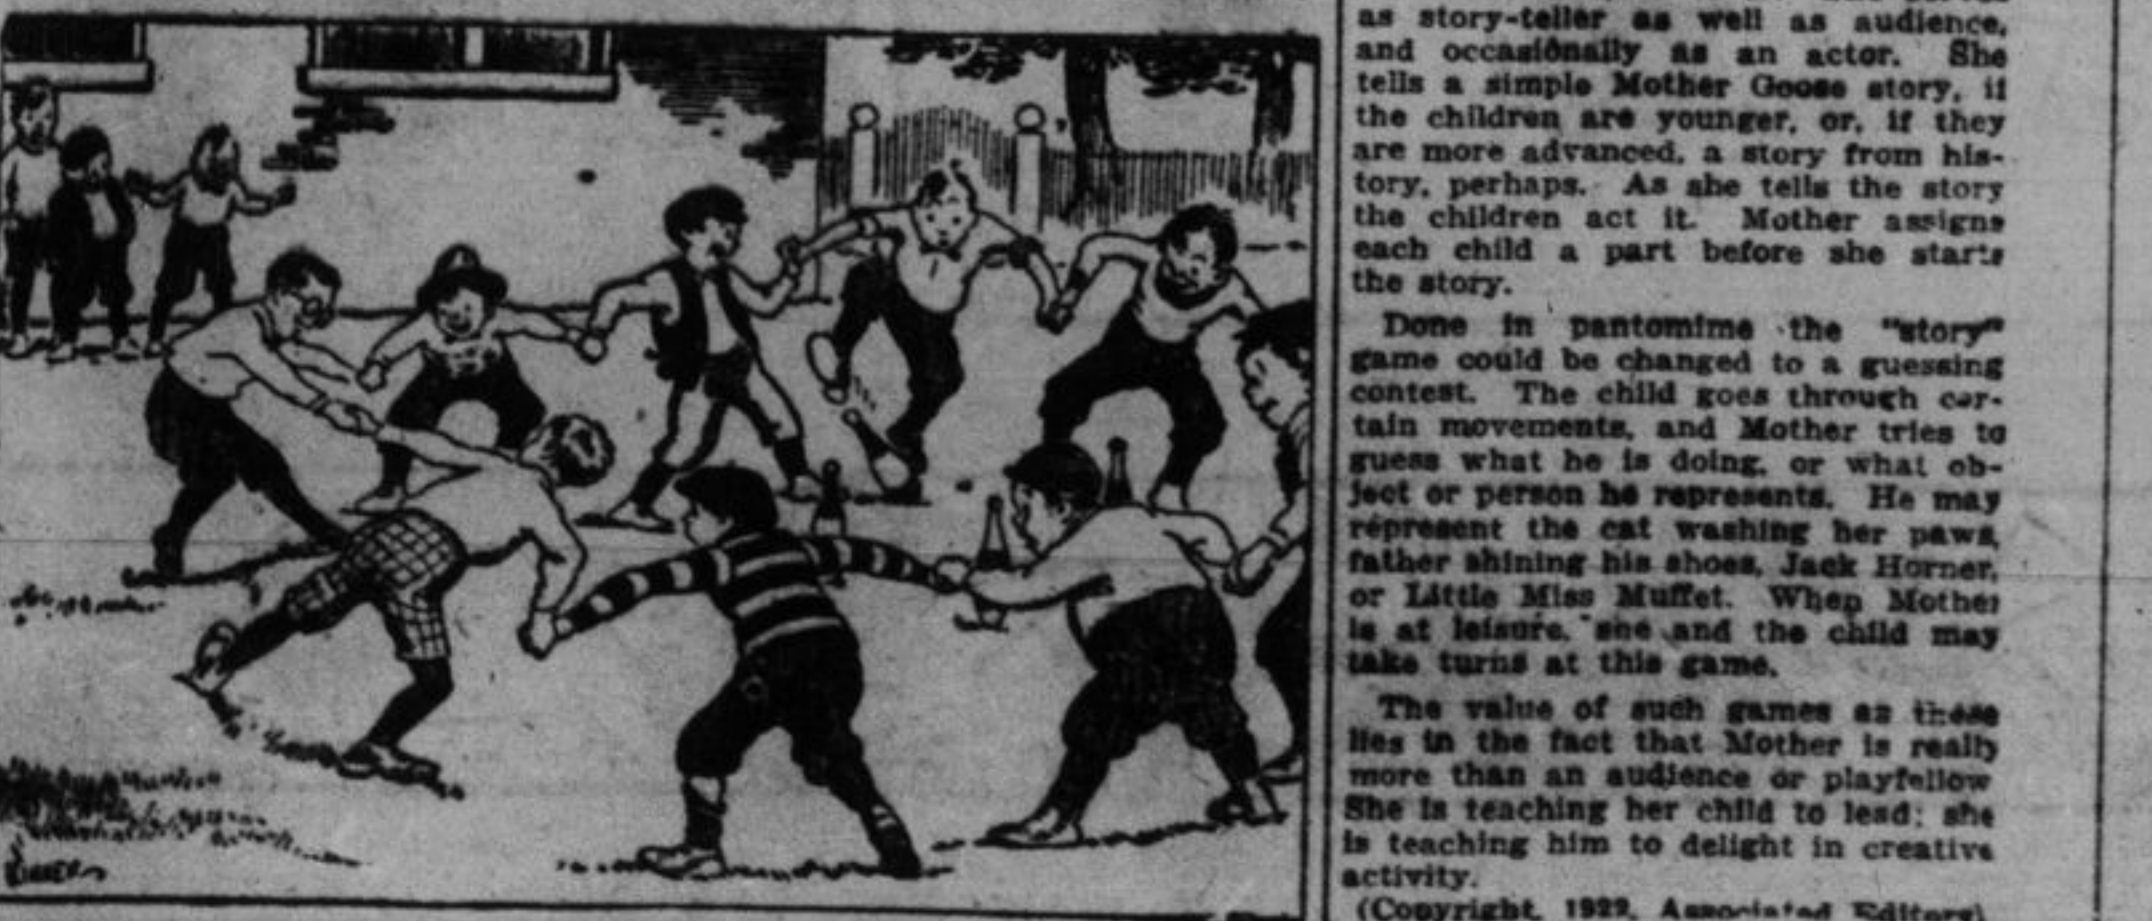 as story-teller as well as audience,
and occasionally as an actor. She
tells a simple Mother Goose story, if
the children are younger, or, if they
are more advanced, a story from his-
tory, perhaps. As she tells the story
the children act it. Mother assigns
each child a part before she starts
the story.
Done in pantomime the "story"
game could be changed to a guessing
contest. The child goes through cer-
tain movements, and Mother tries to
guess what he is doing, or what ob-
ject or person he represents. He may
represent the cat washing her paws,
father shining his shoes, Jack Horner,
or Little Miss Muffet. When Mother
is at leisure, she and the child may
take turns at this game.
The value of such games as these
lies in the fact that Mother is really
more than an audience or playfellow
She is teaching her child to lead; she
is teaching him to delight in creative
activity.
(Copyright, 1929, Associated Editors)